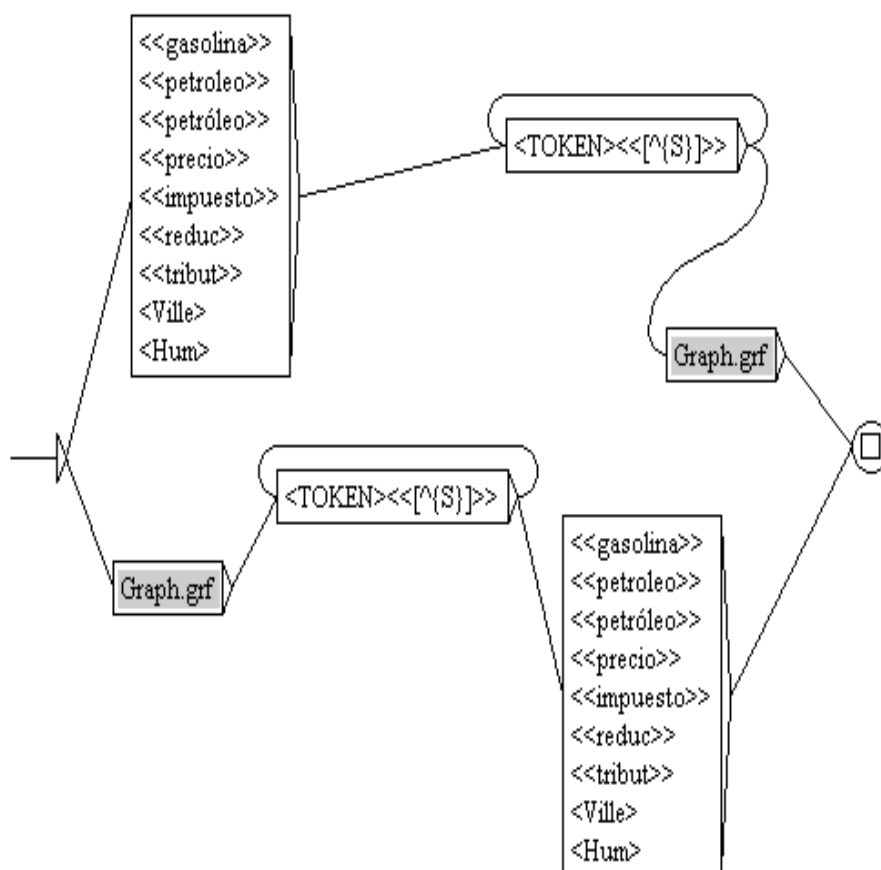 <<gasolina>>
<<petroleo>>
<<petróleo>>
<<precio>>
<<impuesto>>
<<reduc>>
<<tribut>>
<Ville>
<Hum>
<TOKEN><<[^{S}]>>
Graph.grf
<TOKEN><<[^{S}]>>
Graph.grf
<<gasolina>>
<<petroleo>>
<<petróleo>>
<<precio>>
<<impuesto>>
<<reduc>>
<<tribut>>
<Ville>
<Hum>